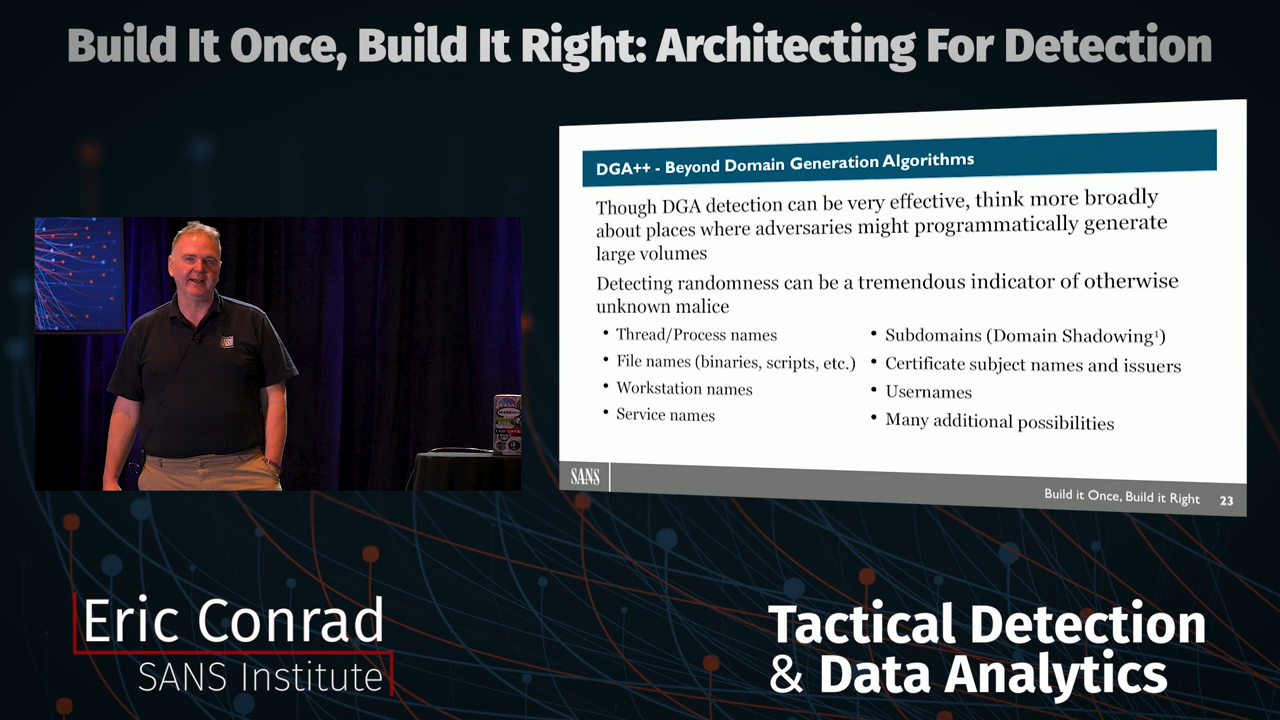 Build It Once, Build It Right: Architecting For Detection
DGA++ - Beyond Domain Generation Algorithms
Though DGA detection can be very effective, think more broadly
about places where adversaries might programmatically generate
large volumes
Detecting randomness can be a tremendous indicator of otherwise
unknown malice
• Thread/Process names
• File names (binaries, scripts, etc.)
• Workstation names
• Service names
• Subdomains (Domain Shadowing¹)
• Certificate subject names and issuers
• Usernames
• Many additional possibilities
SANS
Build it Once, Build it Right 23
Eric Conrad
SANS Institute
Tactical Detection
& Data Analytics